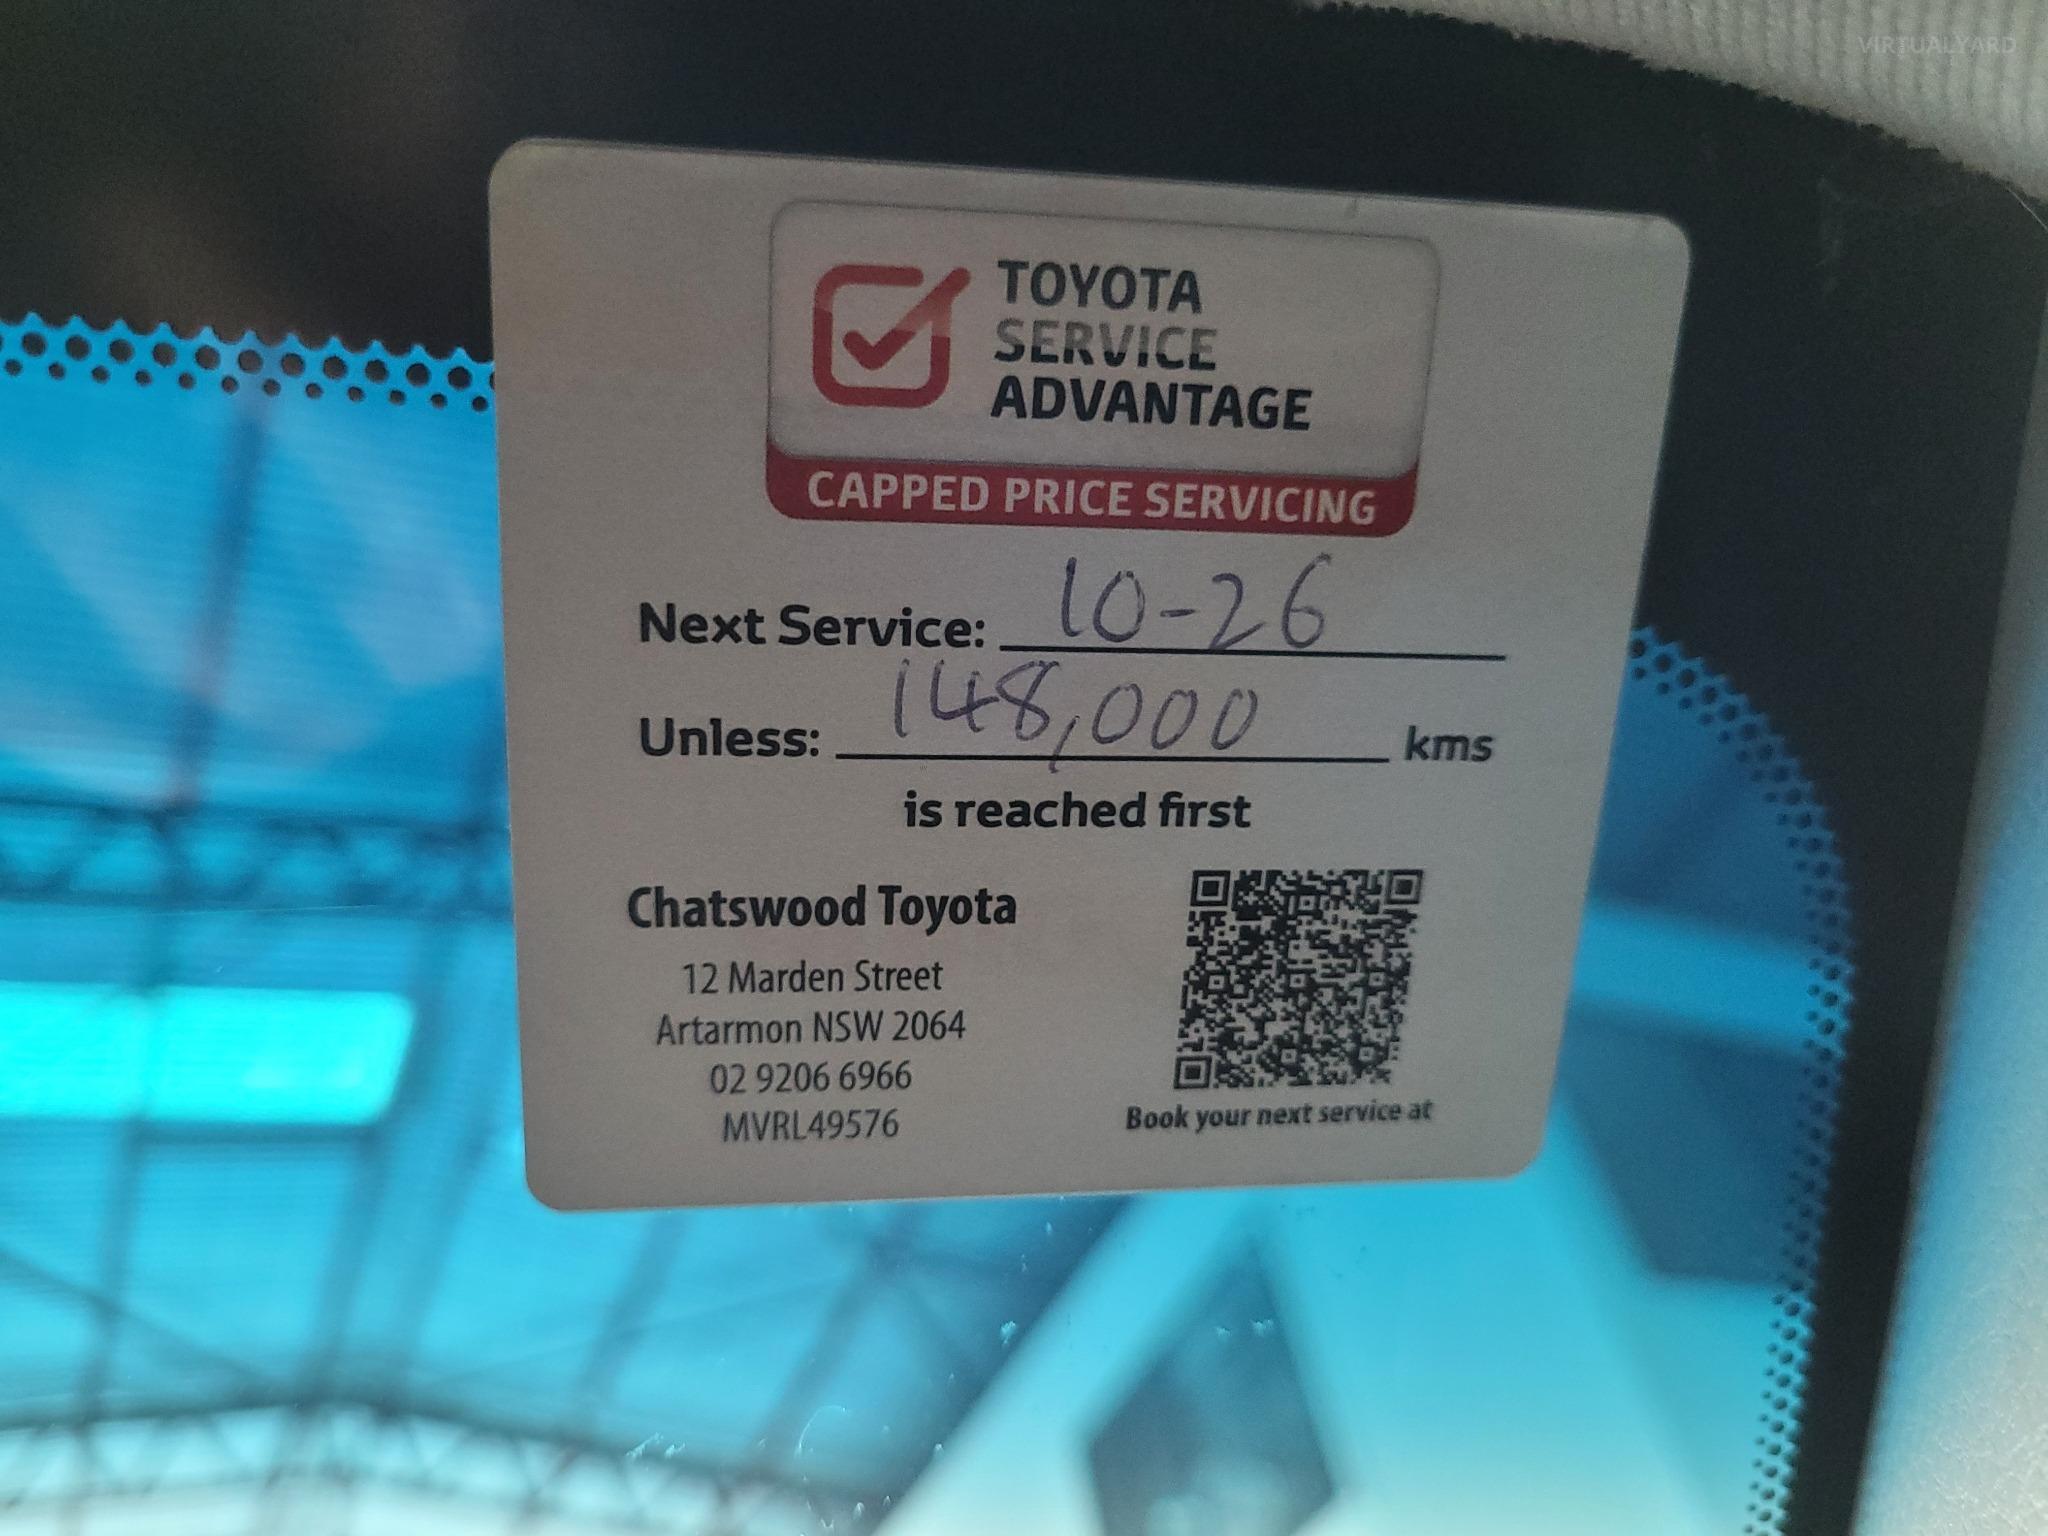 VIRTUALYARD
TOYOTA
SERVICE
ADVANTAGE
CAPPED PRICE SERVICING
Next Service: 10-26
Unless: 148,000 kms
is reached first
Chatswood Toyota
12 Marden Street
Artarmon NSW 2064
02 9206 6966
MVRL49576
Book your next service at